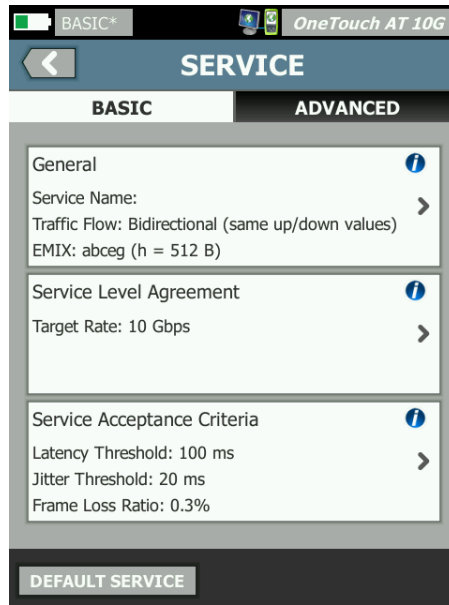 BASIC*
OneTouch AT 10G
SERVICE
BASIC
ADVANCED
General
Service Name:
Traffic Flow: Bidirectional (same up/down values)
EMIX: abceg (h = 512 B)
Service Level Agreement
Target Rate: 10 Gbps
Service Acceptance Criteria
Latency Threshold: 100 ms
Jitter Threshold: 20 ms
Frame Loss Ratio: 0.3%
DEFAULT SERVICE